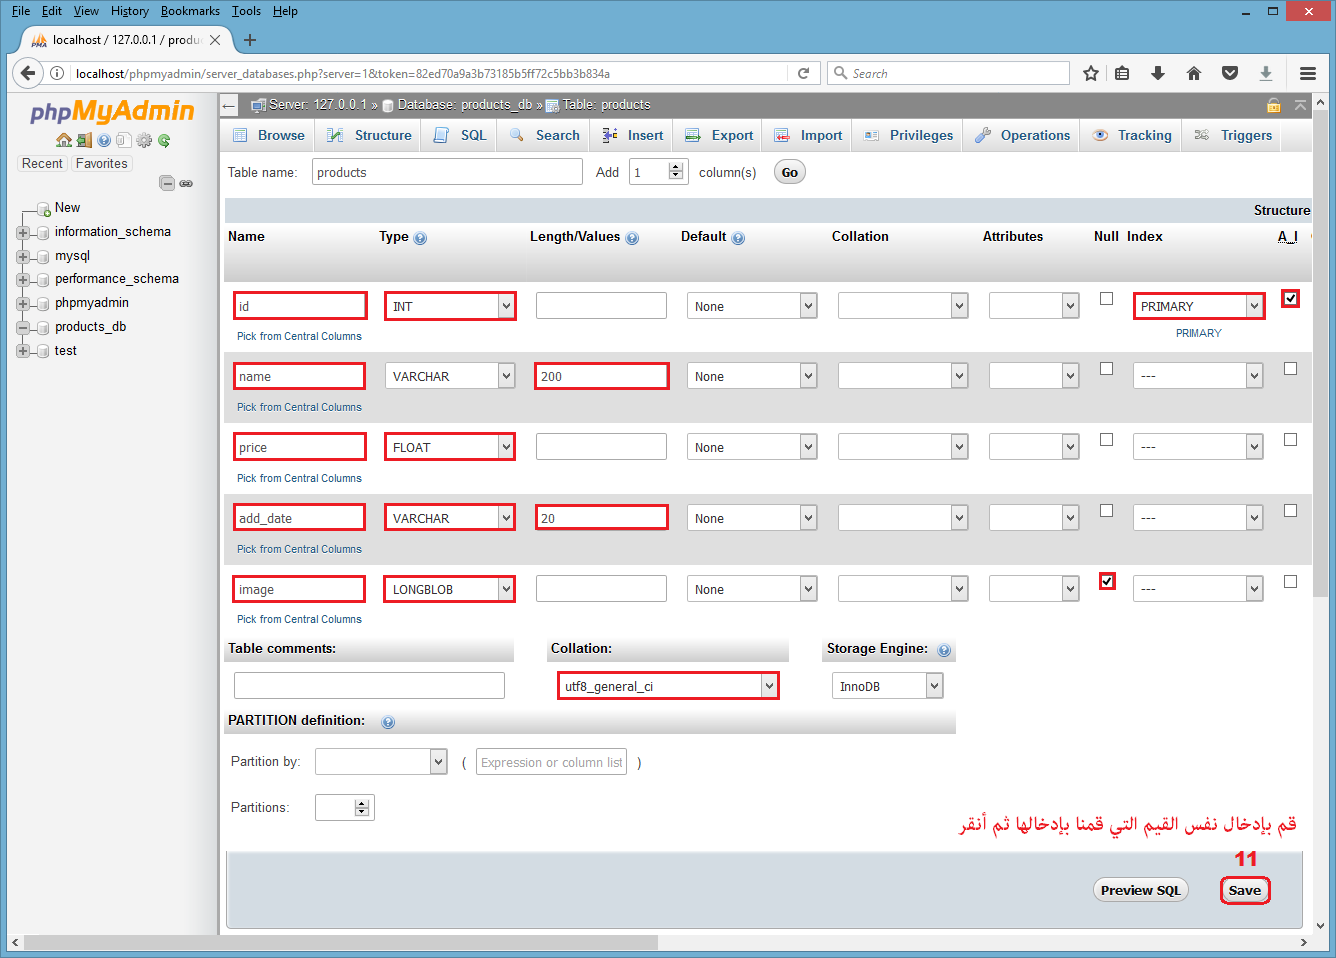 File Edit View History Bookmarks Tools Help
localhost / 127.0.0.1 / produ
localhost/phpmyadmin/server_databases.php?server=1&token=82ed70a9a3b73185b5ff72c5bb3b834a
Search
phpMyAdmin
Recent Favorites
New
information_schema
mysql
performance_schema
phpmyadmin
products_db
test
Server: 127.0.0.1 » Database: products_db » Table: products
Browse Structure SQL Search Insert Export Import Privileges Operations Tracking Triggers
Table name: products Add 1 column(s) Go
Structure
Name Type Length/Values Default Collation Attributes Null Index A_I
id INT None PRIMARY
Pick from Central Columns PRIMARY
name VARCHAR 200 None ---
Pick from Central Columns
price FLOAT None ---
Pick from Central Columns
add_date VARCHAR 20 None ---
Pick from Central Columns
image LONGBLOB None ---
Pick from Central Columns
Table comments: Collation: Storage Engine:
utf8_general_ci InnoDB
PARTITION definition:
Partition by: ( Expression or column list )
Partitions:
قم بإدخال نفس القيم التي قمنا بإدخالها ثم أنقر
11
Preview SQL Save